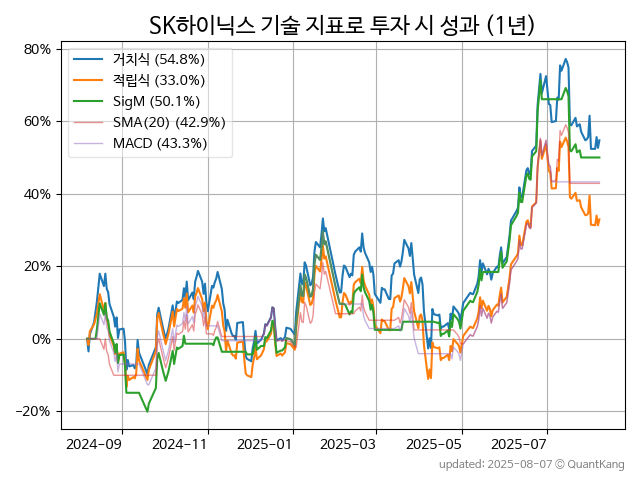 SK하이닉스 기술 지표로 투자 시 성과 (1년)
80%
60%
40%
20%
0%
−20%
거치식 (54.8%)
적립식 (33.0%)
SigM (50.1%)
SMA(20) (42.9%)
MACD (43.3%)
2024-09
2024-11
2025-01
2025-03
2025-05
2025-07
updated: 2025-08-07 © QuantKang